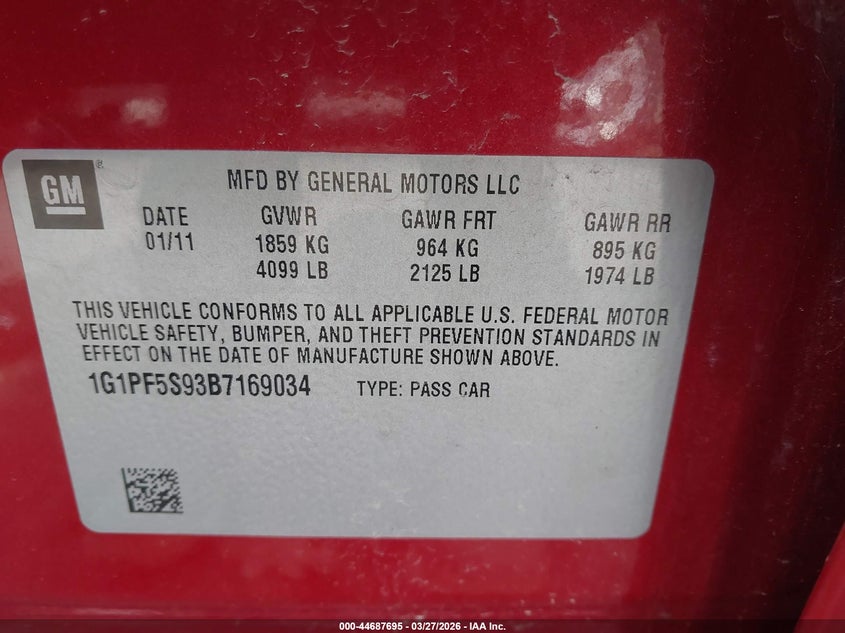 GM ®
MFD BY GENERAL MOTORS LLC
DATE GVWR GAWR FRT GAWR RR
01/11 1859 KG 964 KG 895 KG
4099 LB 2125 LB 1974 LB
THIS VEHICLE CONFORMS TO ALL APPLICABLE U.S. FEDERAL MOTOR
VEHICLE SAFETY, BUMPER, AND THEFT PREVENTION STANDARDS IN
EFFECT ON THE DATE OF MANUFACTURE SHOWN ABOVE.
1G1PF5S93B7169034 TYPE: PASS CAR
000-44687695 - 03/27/2026 - IAA Inc.